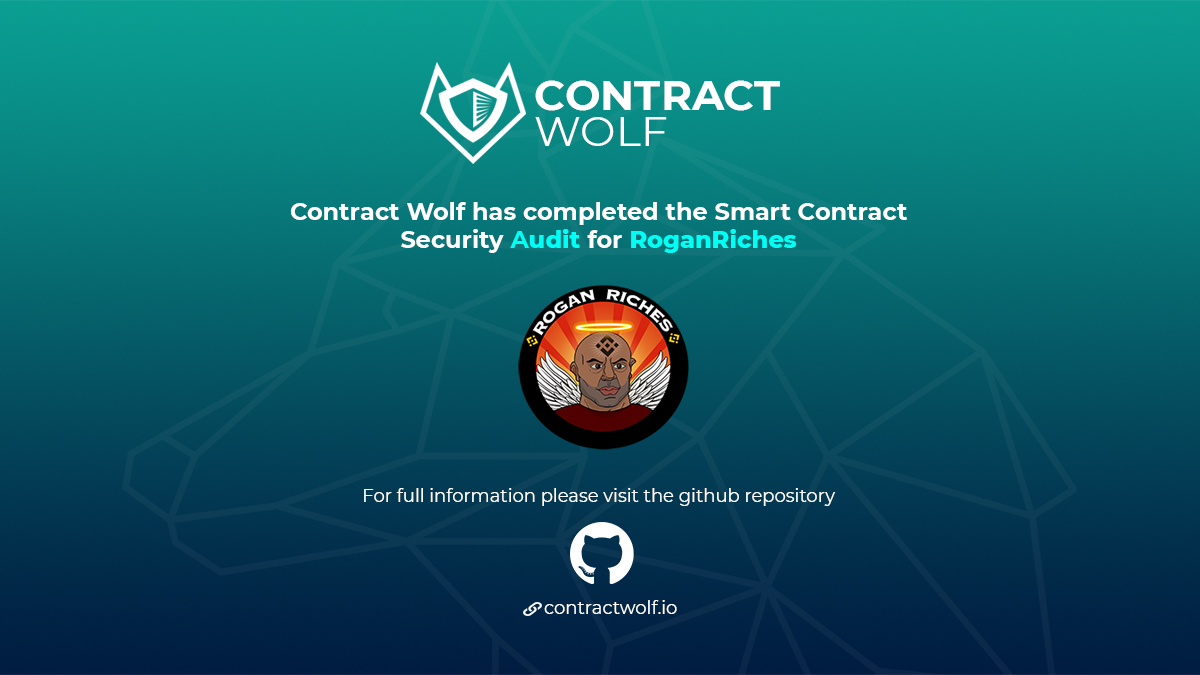 CONTRACT
WOLF
Contract Wolf has completed the Smart Contract
Security Audit for RoganRiches
ROGAN RICHES
For full information please visit the github repository
contractwolf.io